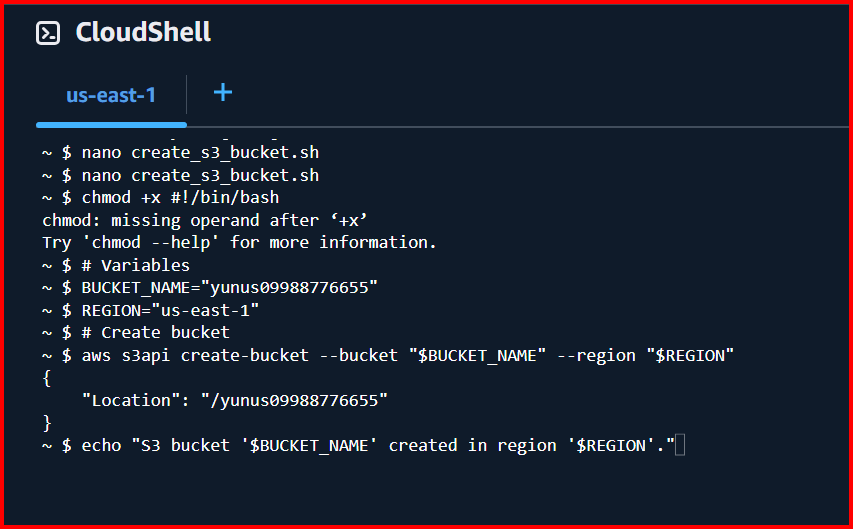 CloudShell
us-east-1 +
~ $ nano create_s3_bucket.sh
~ $ nano create_s3_bucket.sh
~ $ chmod +x #!/bin/bash
chmod: missing operand after ‘+x’
Try 'chmod --help' for more information.
~ $ # Variables
~ $ BUCKET_NAME="yunus09988776655"
~ $ REGION="us-east-1"
~ $ # Create bucket
~ $ aws s3api create-bucket --bucket "$BUCKET_NAME" --region "$REGION"
{
    "Location": "/yunus09988776655"
}
~ $ echo "S3 bucket '$BUCKET_NAME' created in region '$REGION'."